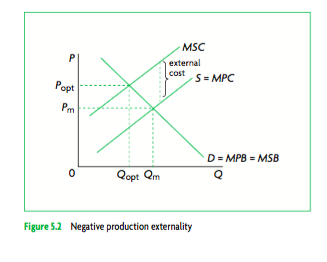 MSC
P
external
cost
S = MPC
Popt
Pm
D = MPB = MSB
0
Qopt Qm
Q
Figure 5.2 Negative production externality